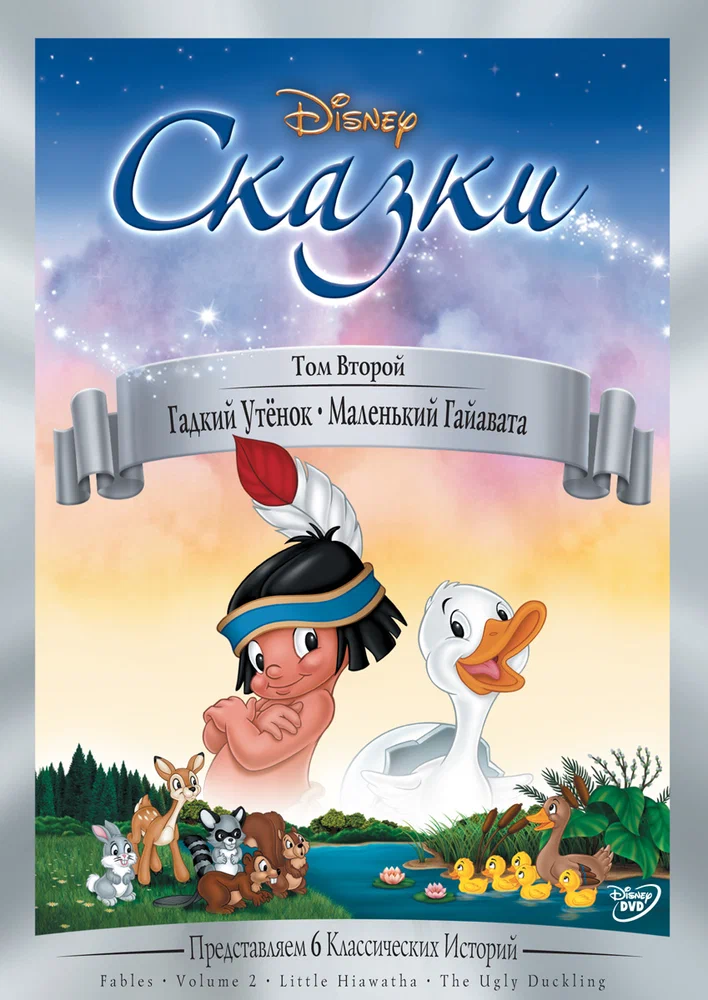 Disney
Сказки
Том Второй
Гадкий Утёнок • Маленький Гайавата
Disney
DVD
Представляем 6 Классических Историй
Fables • Volume 2 • Little Hiawatha • The Ugly Duckling